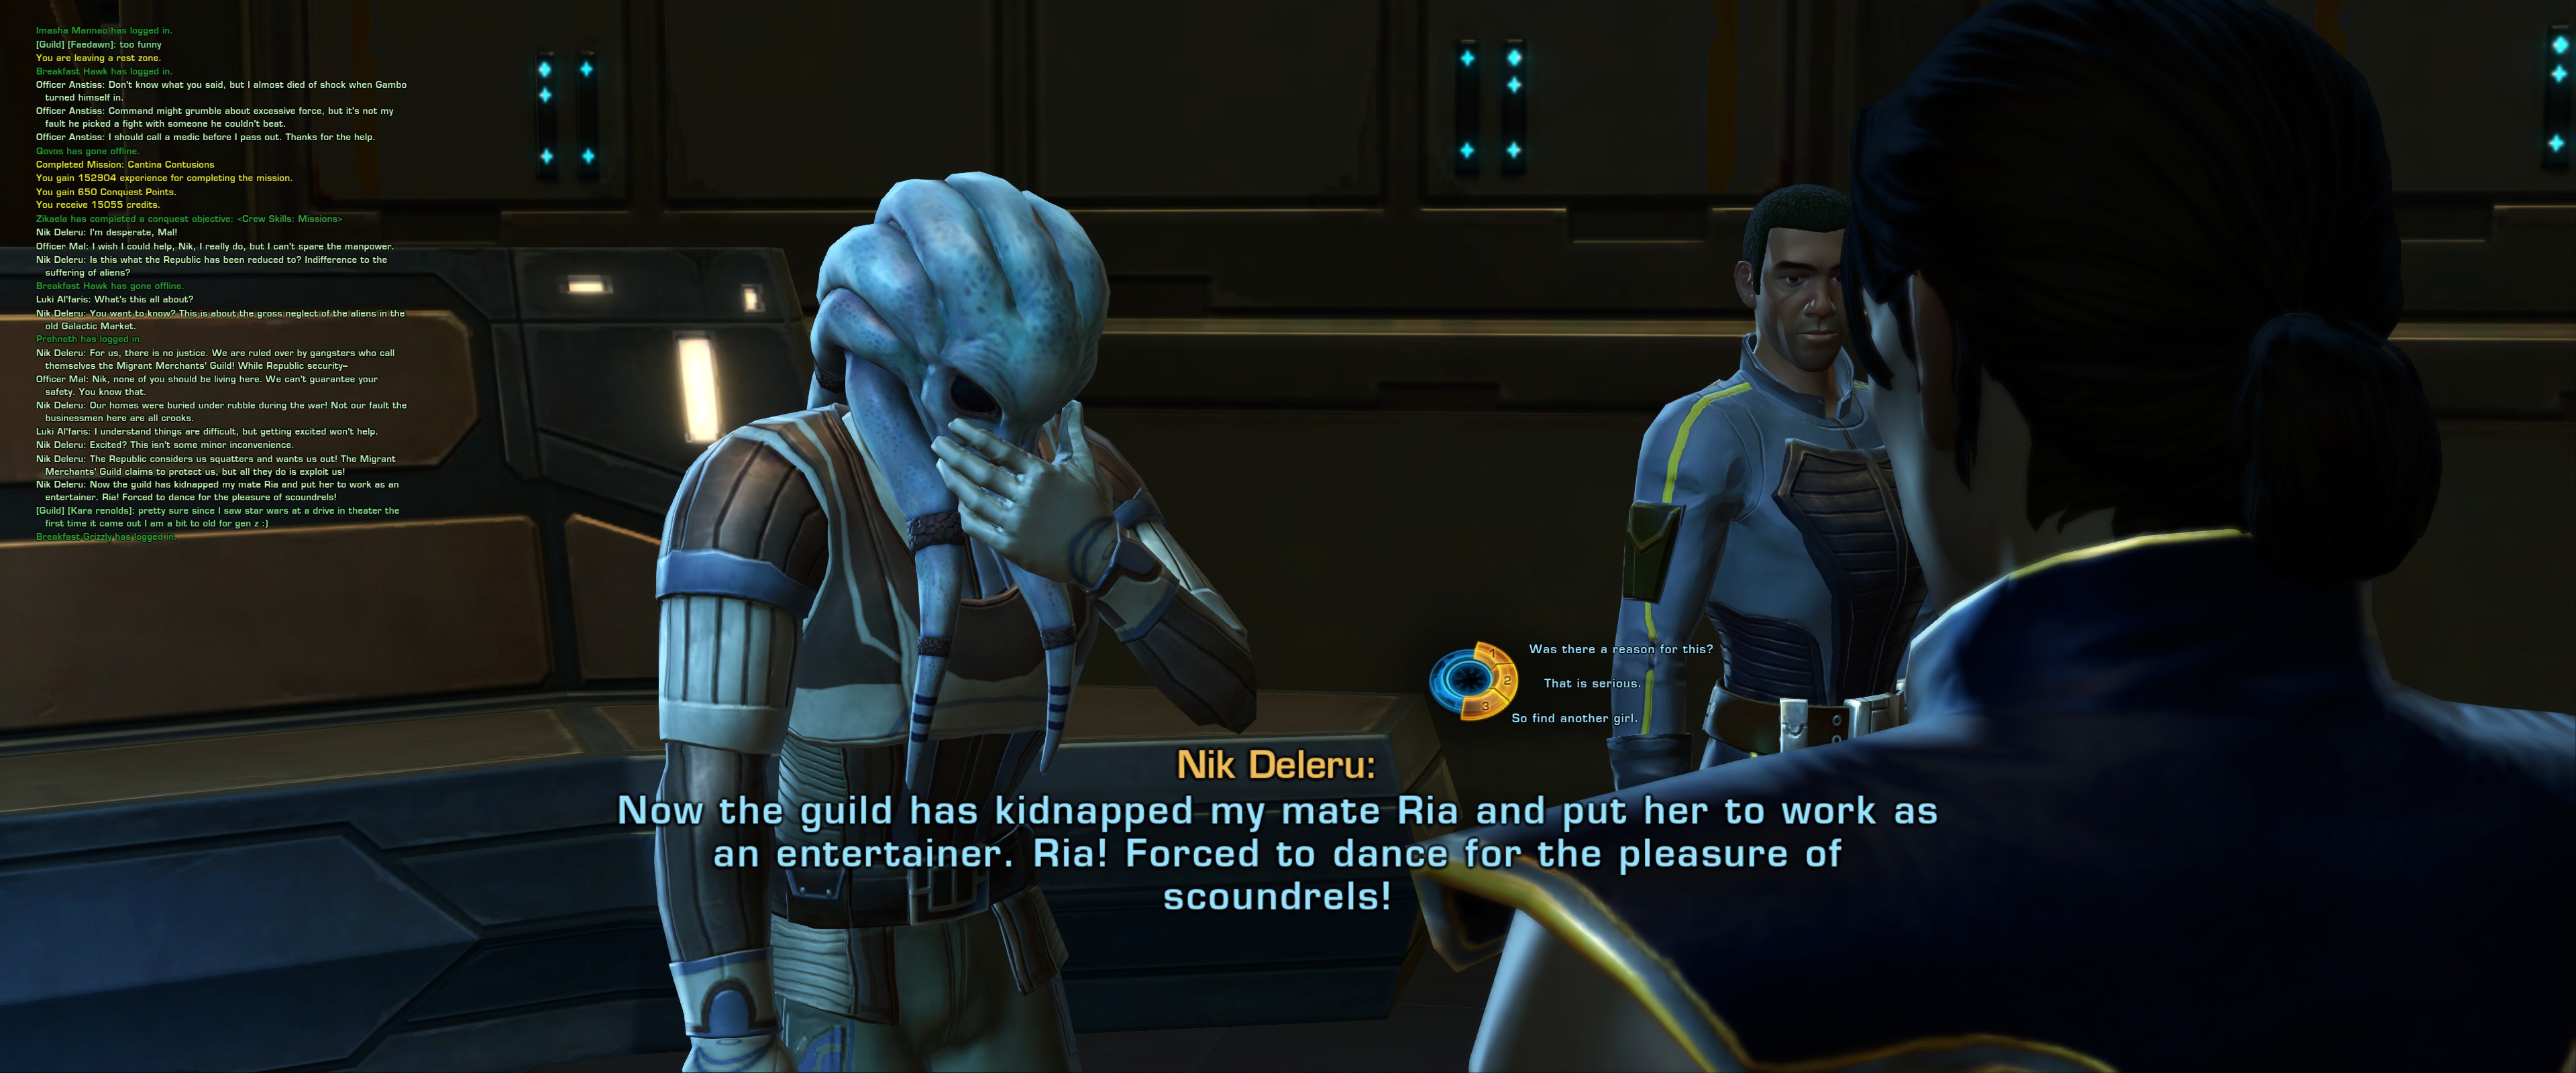 Imasha Mannao has logged in.
[Guild] [Faedawn]: too funny
You are leaving a rest zone.
Breakfast Hawk has logged in.
Officer Anstiss: Don't know what you said, but I almost died of shock when Gambo
turned himself in.
Officer Anstiss: Command might grumble about excessive force, but it's not my
fault he picked a fight with someone he couldn't beat.
Officer Anstiss: I should call a medic before I pass out. Thanks for the help.
Qovos has gone offline.
Completed Mission: Cantina Contusions
You gain 152904 experience for completing the mission.
You gain 650 Conquest Points.
You receive 15055 credits.
Zikaela has completed a conquest objective: <Crew Skills: Missions>
Nik Deleru: I'm desperate, Mal!
Officer Mal: I wish I could help, Nik, I really do, but I can't spare the manpower.
Nik Deleru: Is this what the Republic has been reduced to? Indifference to the
suffering of aliens?
Breakfast Hawk has gone offline.
Luki Al'faris: What's this all about?
Nik Deleru: You want to know? This is about the gross neglect of the aliens in the
old Galactic Market.
Prehneth has logged in.
Nik Deleru: For us, there is no justice. We are ruled over by gangsters who call
themselves the Migrant Merchants' Guild! While Republic security–
Officer Mal: Nik, none of you should be living here. We can't guarantee your
safety. You know that.
Nik Deleru: Our homes were buried under rubble during the war! Not our fault the
businessmen here are all crooks.
Luki Al'faris: I understand things are difficult, but getting excited won't help.
Nik Deleru: Excited? This isn't some minor inconvenience.
Nik Deleru: The Republic considers us squatters and wants us out! The Migrant
Merchants' Guild claims to protect us, but all they do is exploit us!
Nik Deleru: Now the guild has kidnapped my mate Ria and put her to work as an
entertainer. Ria! Forced to dance for the pleasure of scoundrels!
[Guild] [Kara renolds]: pretty sure since I saw star wars at a drive in theater the
first time it came out I am a bit to old for gen z :)
Breakfast Grizzly has logged in.
1 Was there a reason for this?
2 That is serious.
3 So find another girl.
Nik Deleru:
Now the guild has kidnapped my mate Ria and put her to work as
an entertainer. Ria! Forced to dance for the pleasure of
scoundrels!